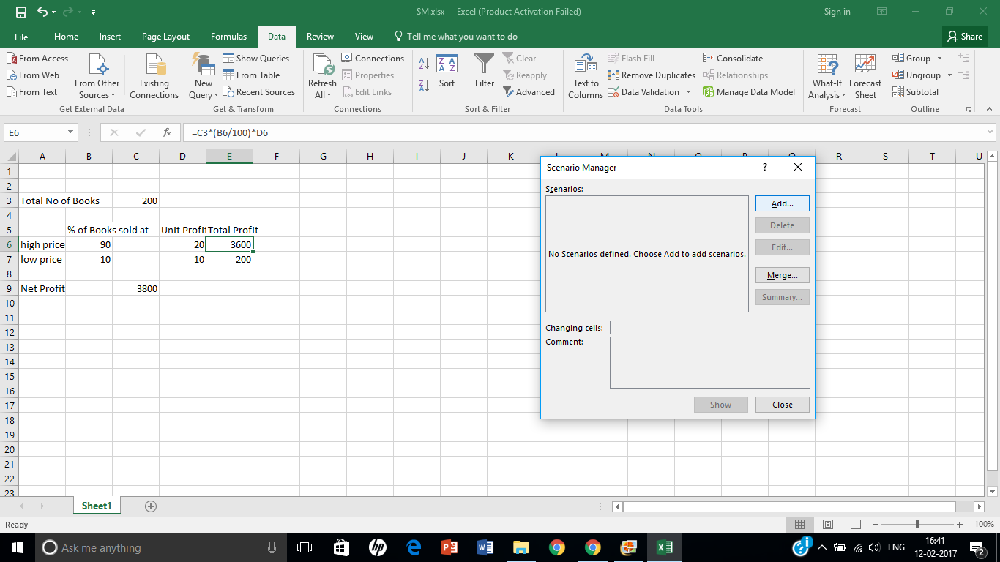 SM.xlsx - Excel (Product Activation Failed)
Sign in
File Home Insert Page Layout Formulas Data Review View Tell me what you want to do Share
From Access
From Web
From Text
From Other Sources
Existing Connections
Get External Data
New Query
Show Queries
From Table
Recent Sources
Get & Transform
Refresh All
Connections
Properties
Edit Links
Connections
Sort
Filter
Clear
Reapply
Advanced
Sort & Filter
Text to Columns
Flash Fill
Remove Duplicates
Data Validation
Consolidate
Relationships
Manage Data Model
Data Tools
What-If Analysis
Forecast Sheet
Forecast
Group
Ungroup
Subtotal
Outline
E6 fx =C3*(B6/100)*D6
A B C D E F G H I J K L M N O P Q R S T U
1
2
3 Total No of Books 200
4
5 % of Books sold at Unit Profi Total Profit
6 high price 90 20 3600
7 low price 10 10 200
8
9 Net Profit 3800
10
11
12
13
14
15
16
17
18
19
20
21
22
23
Scenario Manager ?
Scenarios:
No Scenarios defined. Choose Add to add scenarios.
Add...
Delete
Edit...
Merge...
Summary...
Changing cells:
Comment:
Show Close
Sheet1
Ready 100%
Ask me anything
ENG
16:41
12-02-2017
2